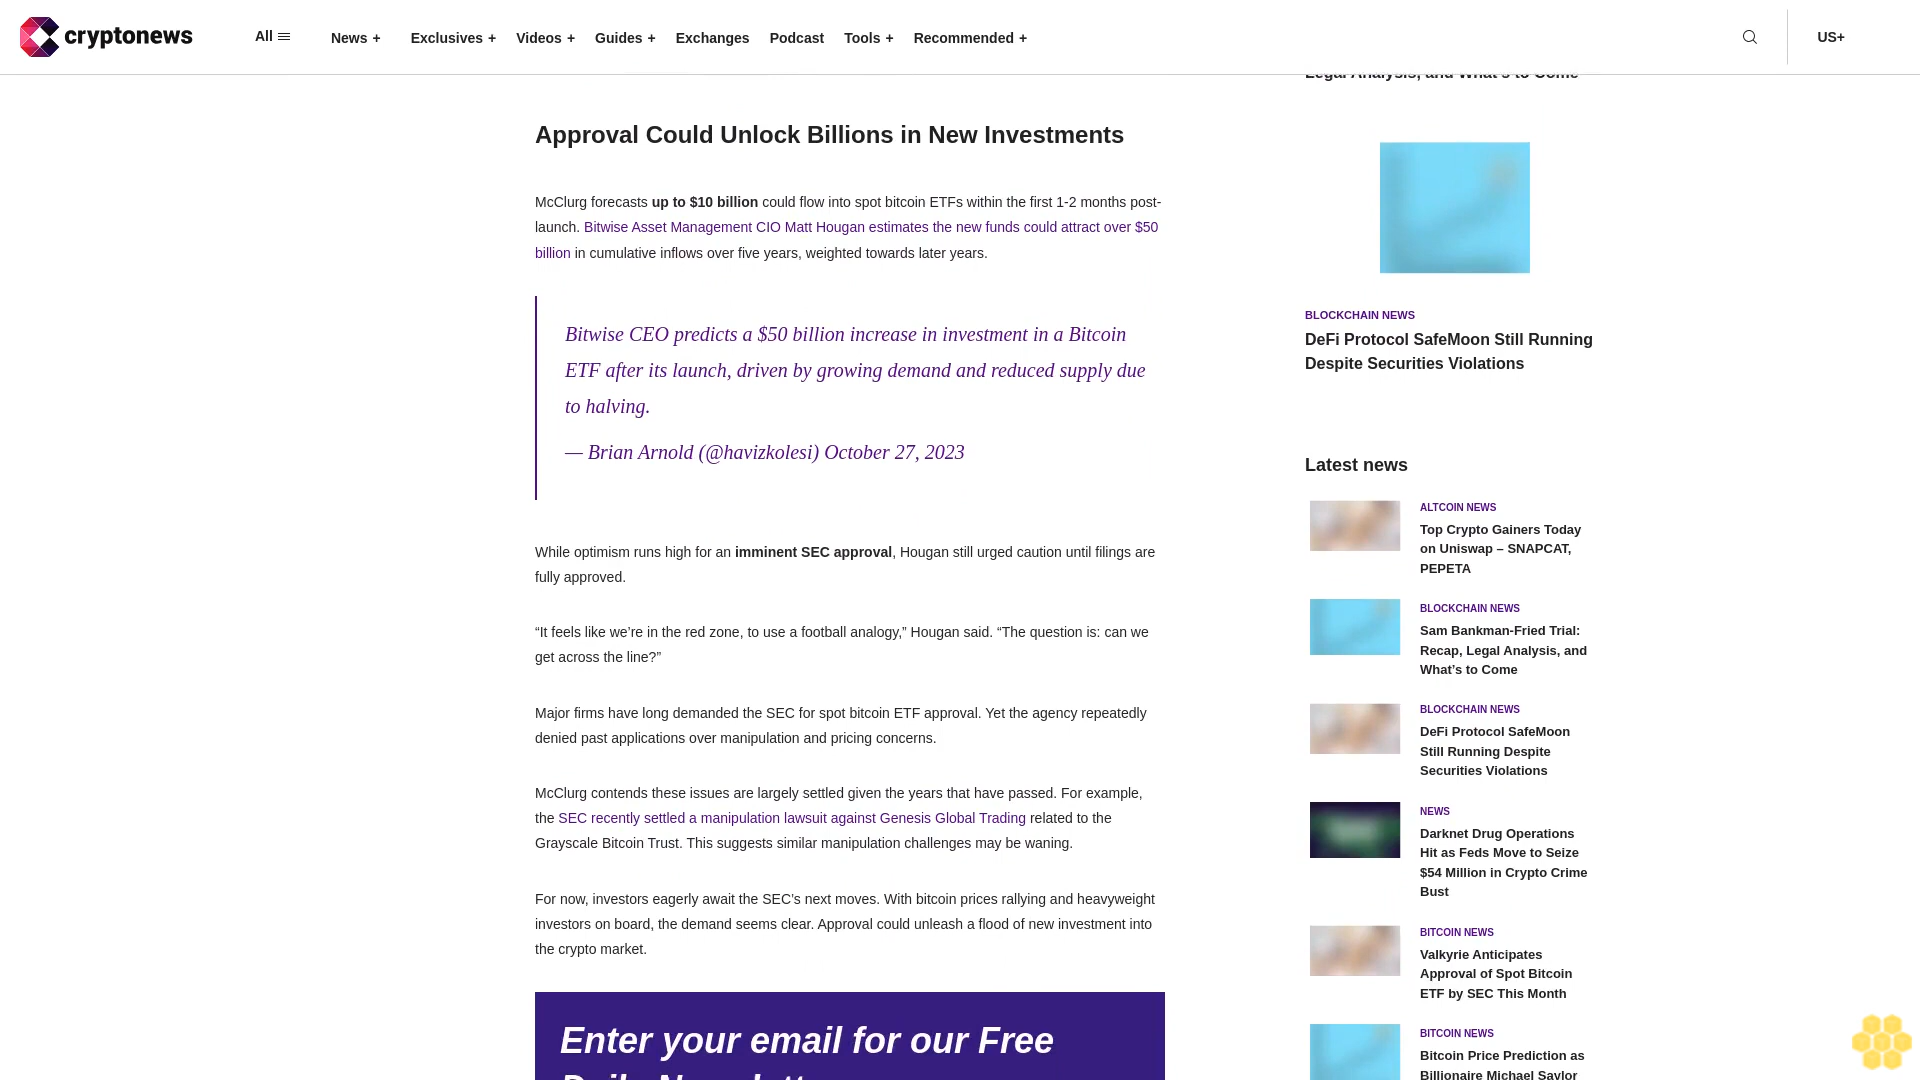 cryptonews
All
News +
Exclusives +
Videos +
Guides +
Exchanges
Podcast
Tools +
Recommended +
US+
Approval Could Unlock Billions in New Investments
McClurg forecasts up to $10 billion could flow into spot bitcoin ETFs within the first 1-2 months post-
launch. Bitwise Asset Management CIO Matt Hougan estimates the new funds could attract over $50
billion in cumulative inflows over five years, weighted towards later years.
Bitwise CEO predicts a $50 billion increase in investment in a Bitcoin
ETF after its launch, driven by growing demand and reduced supply due
to halving.
— Brian Arnold (@havizkolesi) October 27, 2023
While optimism runs high for an imminent SEC approval, Hougan still urged caution until filings are
fully approved.
“It feels like we’re in the red zone, to use a football analogy,” Hougan said. “The question is: can we
get across the line?”
Major firms have long demanded the SEC for spot bitcoin ETF approval. Yet the agency repeatedly
denied past applications over manipulation and pricing concerns.
McClurg contends these issues are largely settled given the years that have passed. For example,
the SEC recently settled a manipulation lawsuit against Genesis Global Trading related to the
Grayscale Bitcoin Trust. This suggests similar manipulation challenges may be waning.
For now, investors eagerly await the SEC’s next moves. With bitcoin prices rallying and heavyweight
investors on board, the demand seems clear. Approval could unleash a flood of new investment into
the crypto market.
Enter your email for our Free
Daily Newsletter
Legal Analysis, and What’s to Come
BLOCKCHAIN NEWS
DeFi Protocol SafeMoon Still Running
Despite Securities Violations
Latest news
ALTCOIN NEWS
Top Crypto Gainers Today
on Uniswap – SNAPCAT,
PEPETA
BLOCKCHAIN NEWS
Sam Bankman-Fried Trial:
Recap, Legal Analysis, and
What’s to Come
BLOCKCHAIN NEWS
DeFi Protocol SafeMoon
Still Running Despite
Securities Violations
NEWS
Darknet Drug Operations
Hit as Feds Move to Seize
$54 Million in Crypto Crime
Bust
BITCOIN NEWS
Valkyrie Anticipates
Approval of Spot Bitcoin
ETF by SEC This Month
BITCOIN NEWS
Bitcoin Price Prediction as
Billionaire Michael Saylor